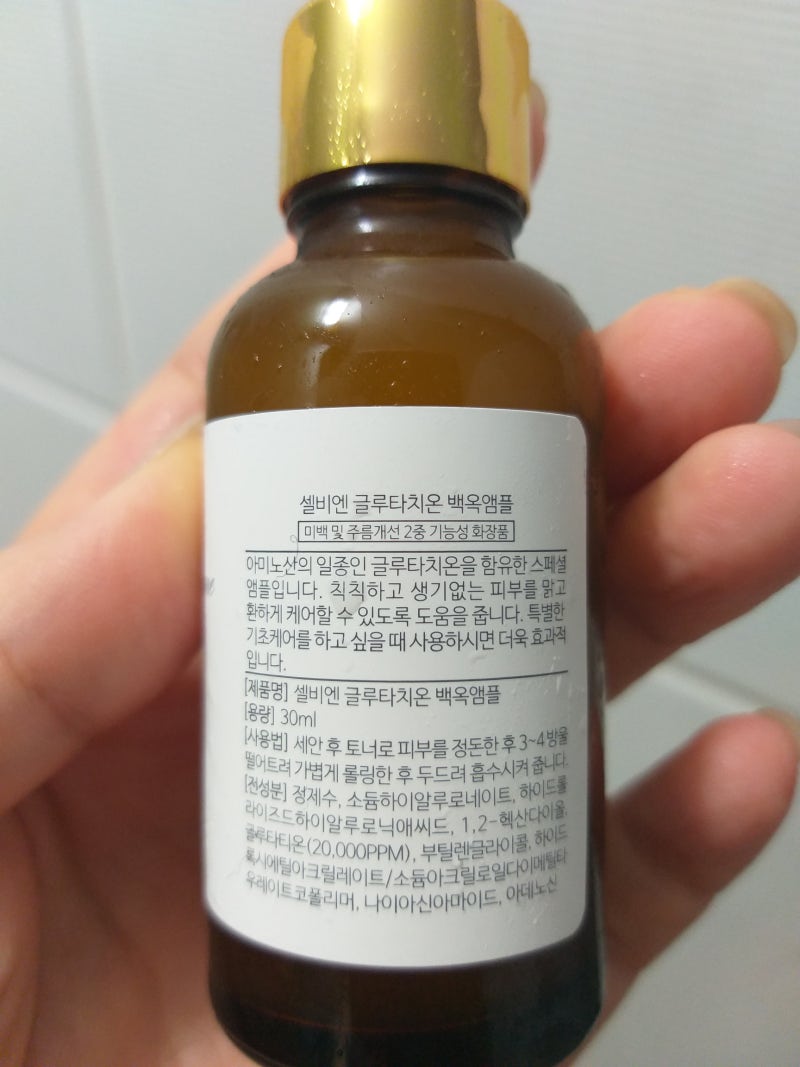 셀비엔 글루타치온 백옥앰플
미백 및 주름개선 2중 기능성 화장품
아미노산의 일종인 글루타치온을 함유한 스페셜
앰플입니다. 칙칙하고 생기없는 피부를 맑고
환하게 케어할 수 있도록 도움을 줍니다. 특별한
기초케어를 하고 싶을 때 사용하시면 더욱 효과적
입니다.
[제품명] 셀비엔 글루타치온 백옥앰플
[용량] 30ml
[사용법] 세안 후 토너로 피부를 정돈한 후 3~4방울
떨어트려 가볍게 롤링한 후 두드려 흡수시켜 줍니다.
[전성분] 정제수, 소듐하이알루로네이트, 하이드롤
라이즈드하이알루로닉애씨드, 1,2-헥산다이올,
글루타티온(20,000PPM), 부틸렌글라이콜, 하이드
록시에틸아크릴레이트/소듐아크릴로일다이메틸타
우레이트코폴리머, 나이아신아마이드, 아데노신